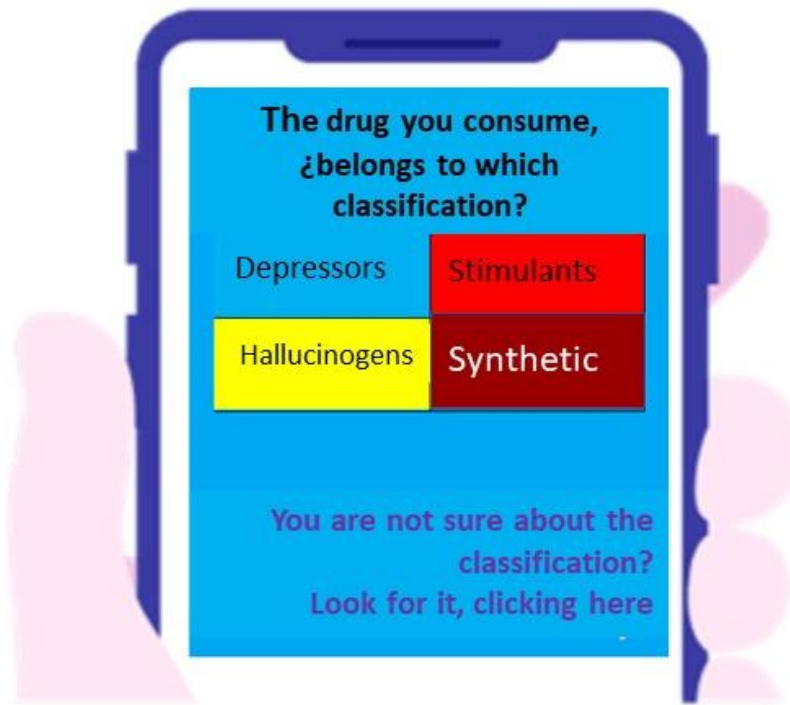 The drug you consume,
¿belongs to which
classification?
Depressors Stimulants
Hallucinogens Synthetic
You are not sure about the
classification?
Look for it, clicking here